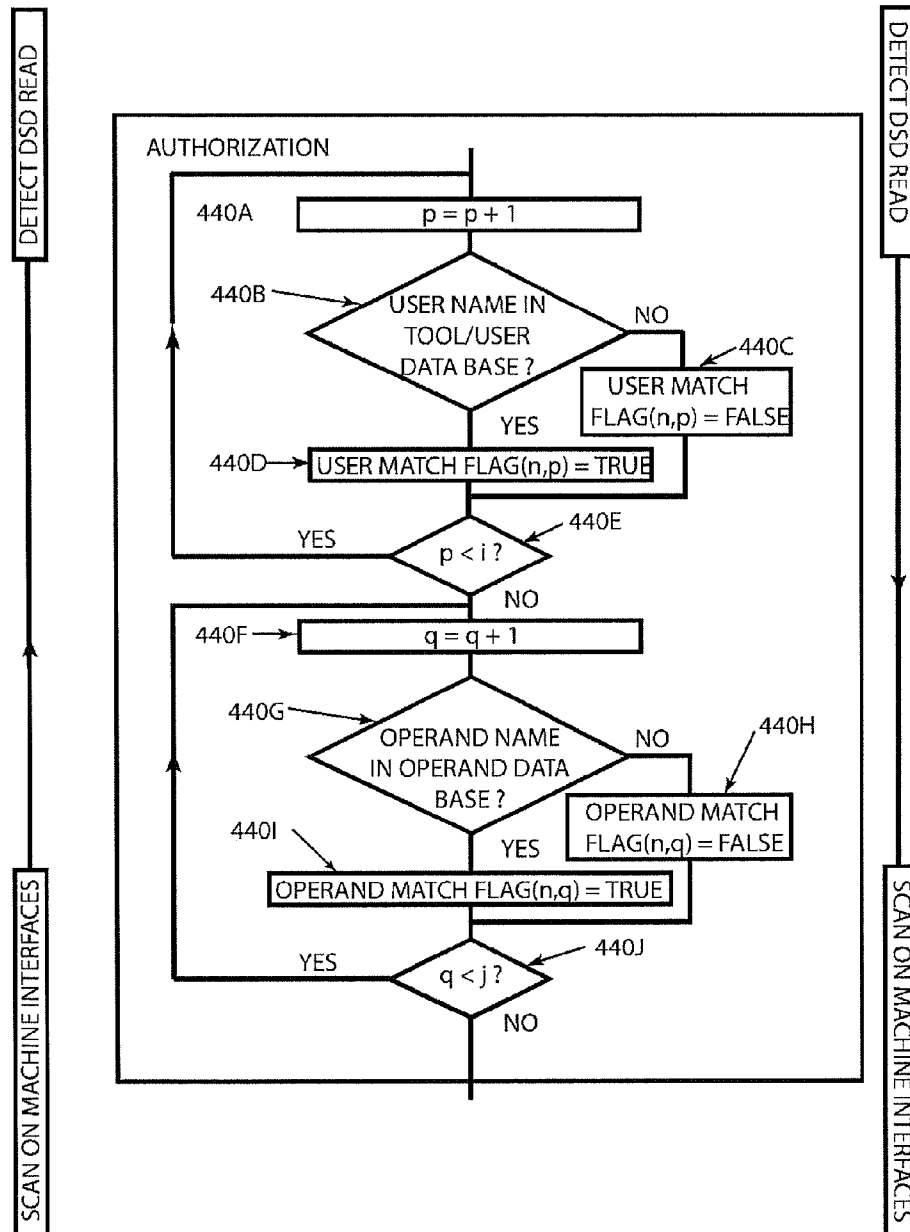 DETECT DSD READ
SCAN ON MACHINE INTERFACES
AUTHORIZATION
440A
p = p + 1
440B
USER NAME IN
TOOL/USER
DATA BASE ?
NO
440C
USER MATCH
FLAG(n,p) = FALSE
YES
440D
USER MATCH FLAG(n,p) = TRUE
440E
YES
p < i ?
NO
440F
q = q + 1
440G
OPERAND NAME
IN OPERAND DATA
BASE ?
NO
440H
OPERAND MATCH
FLAG(n,q) = FALSE
440I
YES
OPERAND MATCH FLAG(n,q) = TRUE
440J
YES
q < j ?
NO
DETECT DSD READ
SCAN ON MACHINE INTERFACES